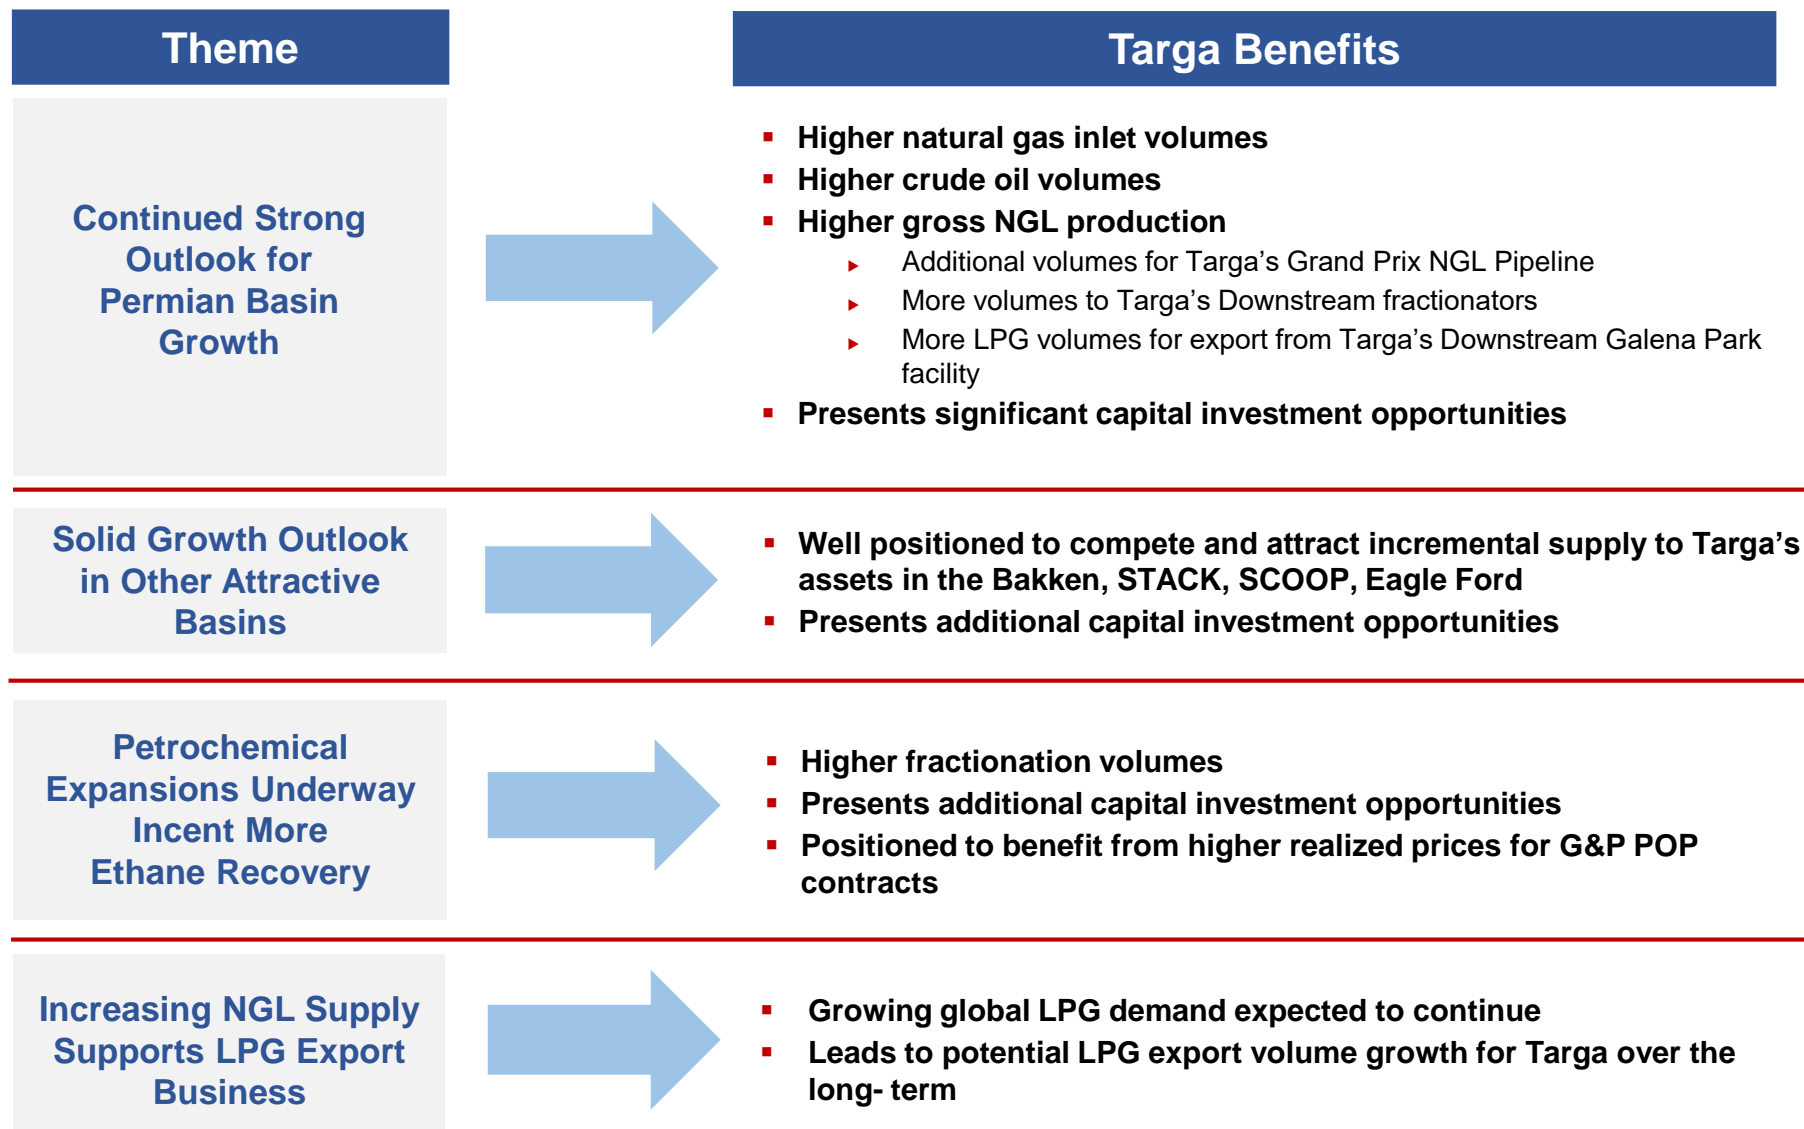 Theme
Targa Benefits
Continued Strong
Outlook for
Permian Basin
Growth
▪ Higher natural gas inlet volumes
▪ Higher crude oil volumes
▪ Higher gross NGL production
► Additional volumes for Targa’s Grand Prix NGL Pipeline
► More volumes to Targa’s Downstream fractionators
► More LPG volumes for export from Targa’s Downstream Galena Park
facility
▪ Presents significant capital investment opportunities
Solid Growth Outlook
in Other Attractive
Basins
▪ Well positioned to compete and attract incremental supply to Targa’s
assets in the Bakken, STACK, SCOOP, Eagle Ford
▪ Presents additional capital investment opportunities
Petrochemical
Expansions Underway
Incent More
Ethane Recovery
▪ Higher fractionation volumes
▪ Presents additional capital investment opportunities
▪ Positioned to benefit from higher realized prices for G&P POP
contracts
Increasing NGL Supply
Supports LPG Export
Business
▪ Growing global LPG demand expected to continue
▪ Leads to potential LPG export volume growth for Targa over the
long- term